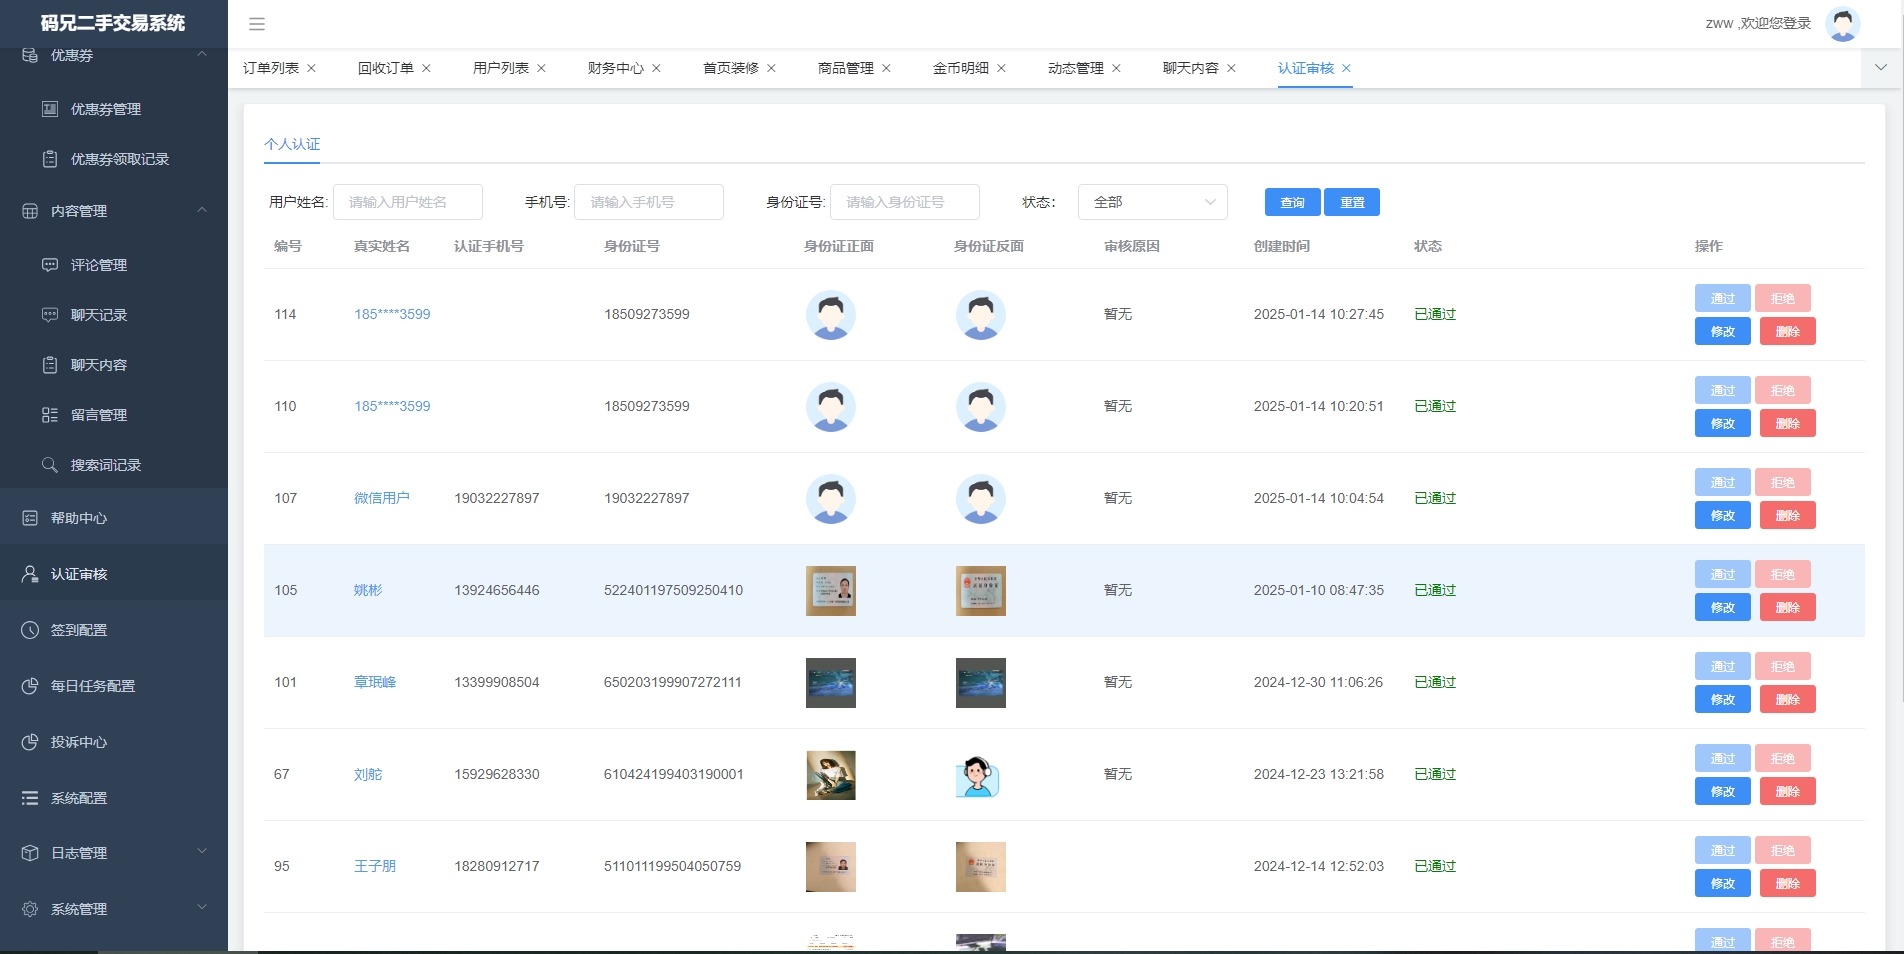 码兄二手交易系统
zww ,欢迎您登录
优惠券
优惠券管理
优惠券领取记录
内容管理
评论管理
聊天记录
聊天内容
留言管理
搜索词记录
帮助中心
认证审核
签到配置
每日任务配置
投诉中心
系统配置
日志管理
系统管理
订单列表 回收订单 用户列表 财务中心 首页装修 商品管理 金币明细 动态管理 聊天内容 认证审核
个人认证
用户姓名: 请输入用户姓名 手机号: 请输入手机号 身份证号: 请输入身份证号 状态： 全部 查询 重置
编号 真实姓名 认证手机号 身份证号 身份证正面 身份证反面 审核原因 创建时间 状态 操作
114 185****3599 18509273599 暂无 2025-01-14 10:27:45 已通过 通过 拒绝
修改 删除
110 185****3599 18509273599 暂无 2025-01-14 10:20:51 已通过 通过 拒绝
修改 删除
107 微信用户 19032227897 19032227897 暂无 2025-01-14 10:04:54 已通过 通过 拒绝
修改 删除
105 姚彬 13924656446 522401197509250410 暂无 2025-01-10 08:47:35 已通过 通过 拒绝
修改 删除
101 章珉峰 13399908504 650203199907272111 暂无 2024-12-30 11:06:26 已通过 通过 拒绝
修改 删除
67 刘舵 15929628330 610424199403190001 暂无 2024-12-23 13:21:58 已通过 通过 拒绝
修改 删除
95 王子朋 18280912717 511011199504050759 2024-12-14 12:52:03 已通过 通过 拒绝
修改 删除
通过 拒绝